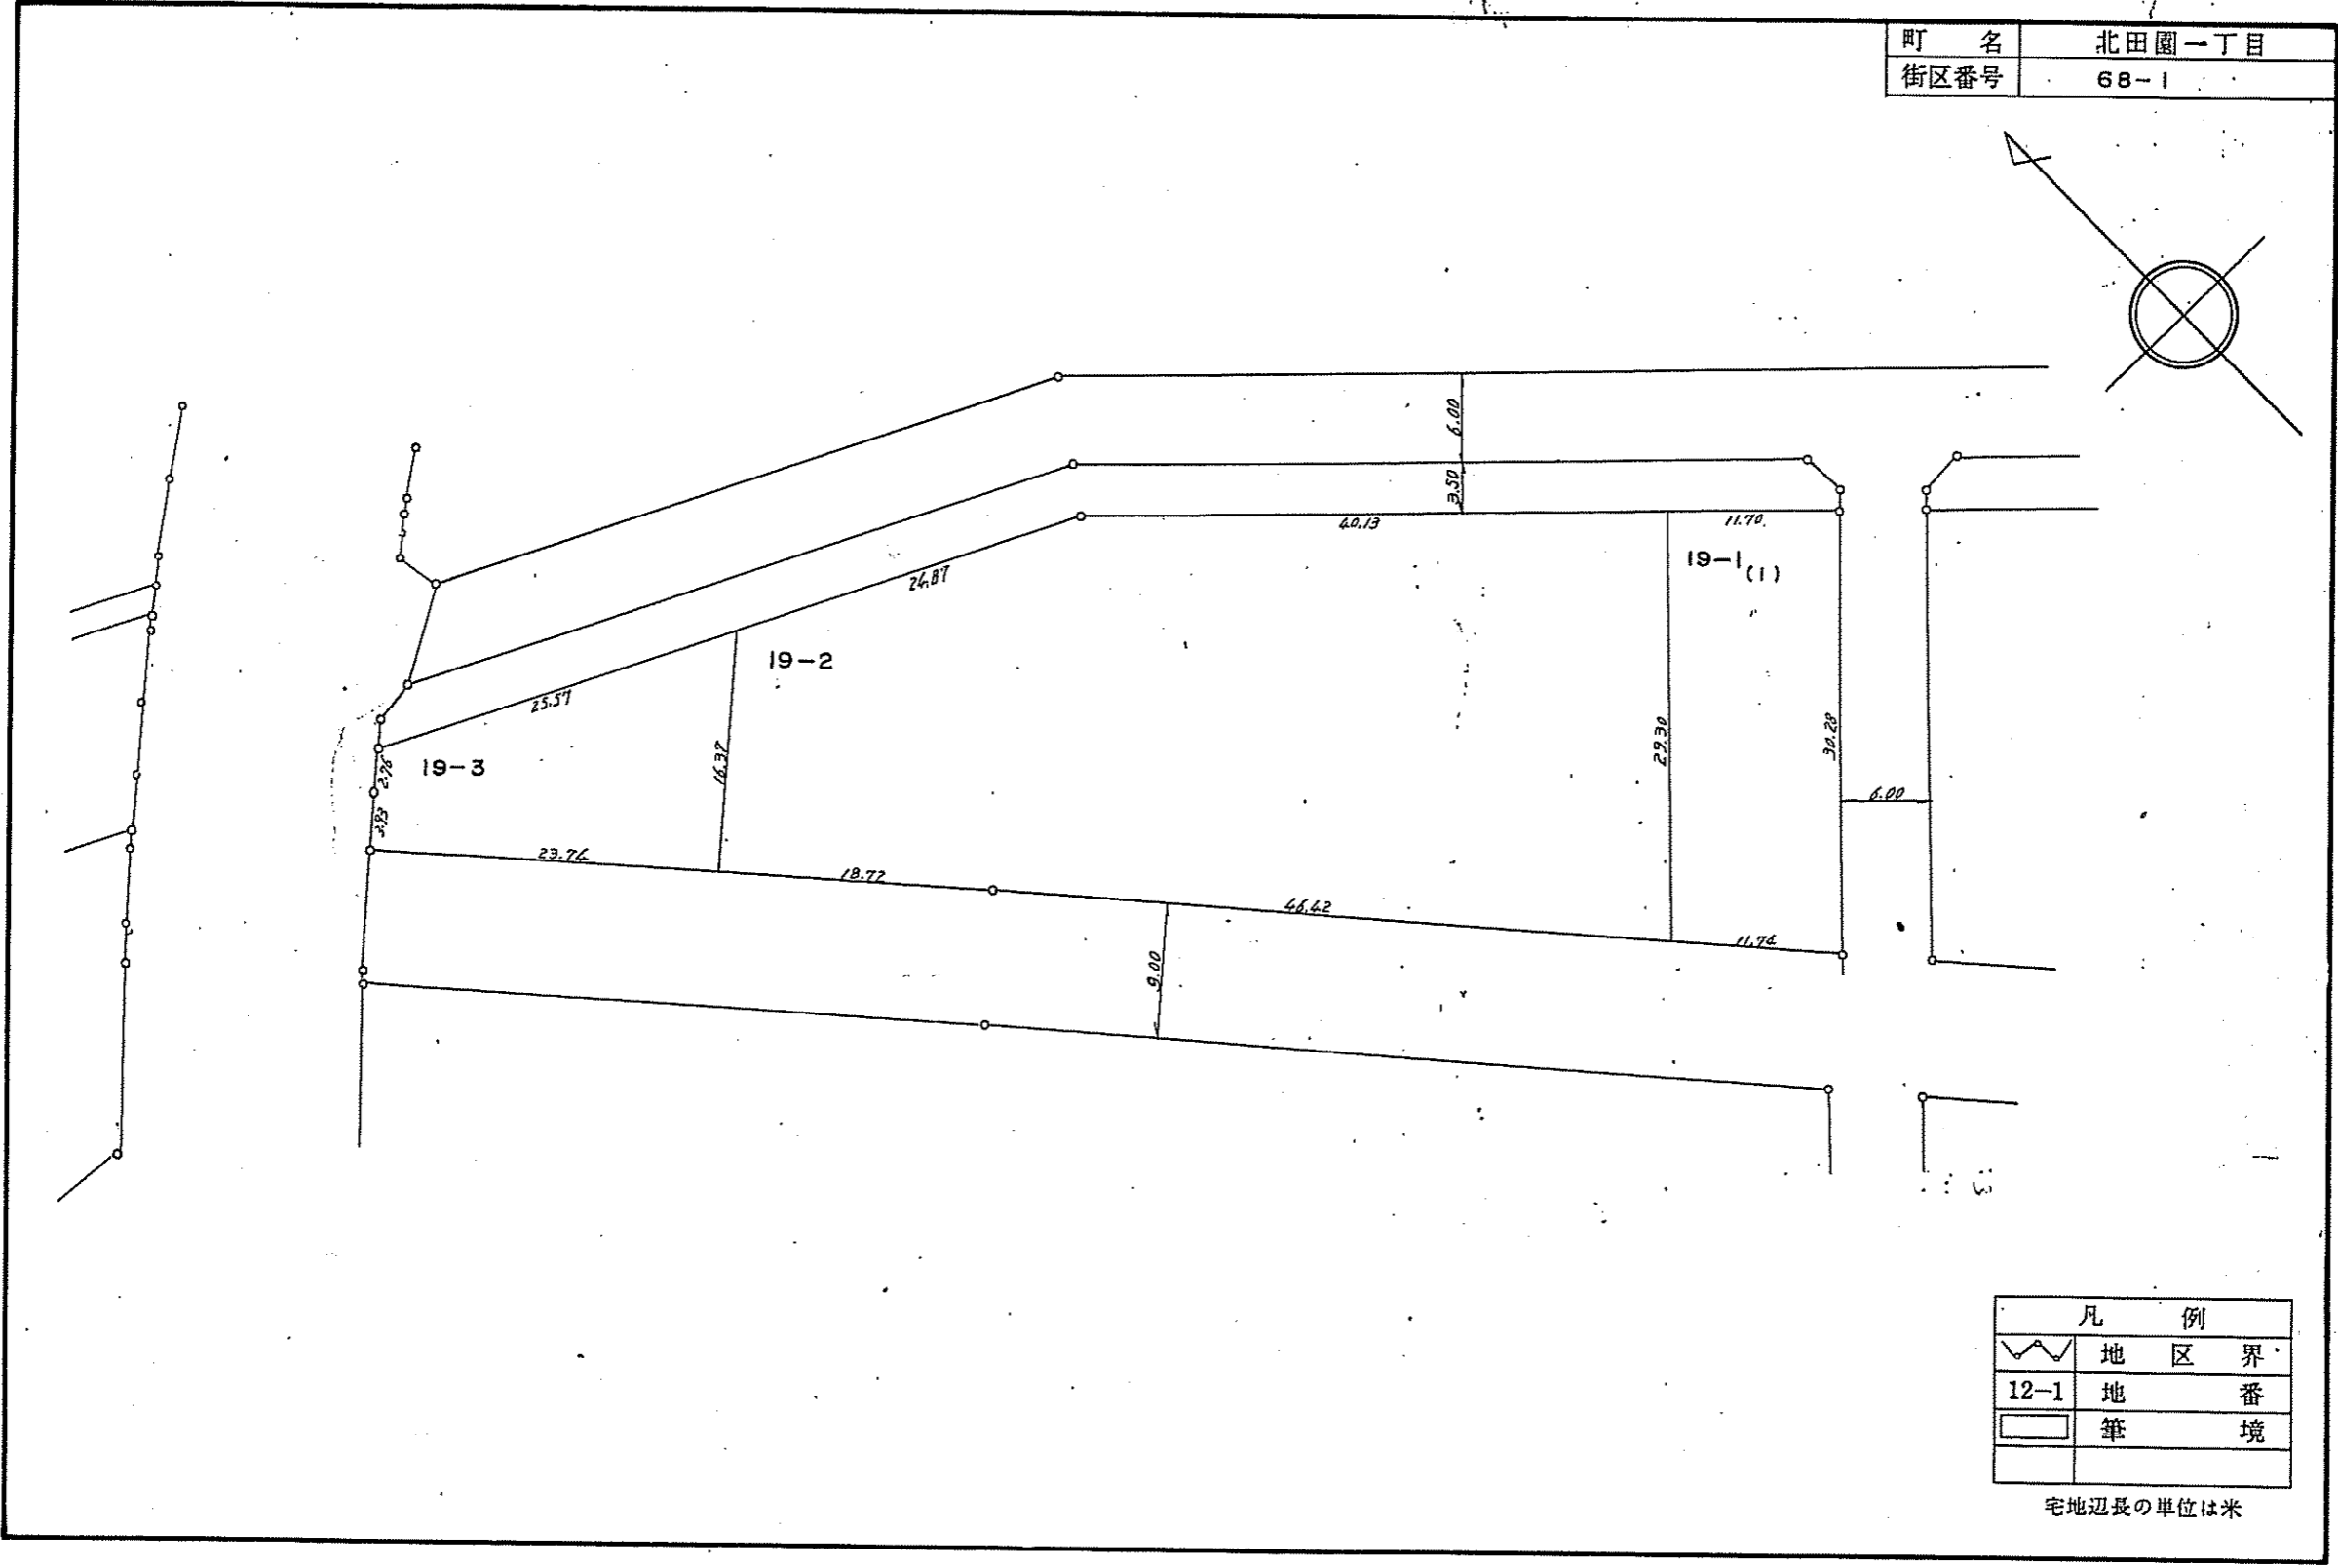 町 名 北田園一丁目
街区番号 68-1
6.00
3.50
40.13
11.70
19-1(1)
24.87
19-2
25.57
16.37
29.30
30.28
6.00
2.76
19-3
3.93
23.74
18.77
46.42
11.74
9.00
凡 例
地 区 界
12-1 地 番
筆 境
宅地辺長の単位は米